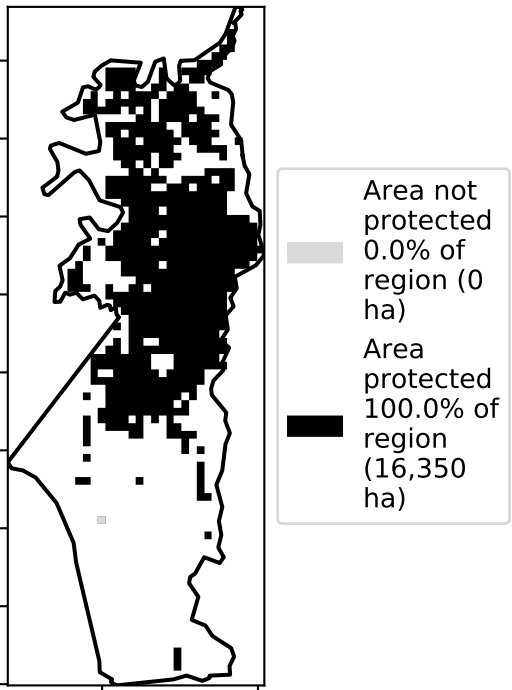 Area not
protected
0.0% of
region (0
ha)
Area
protected
100.0% of
region
(16,350
ha)